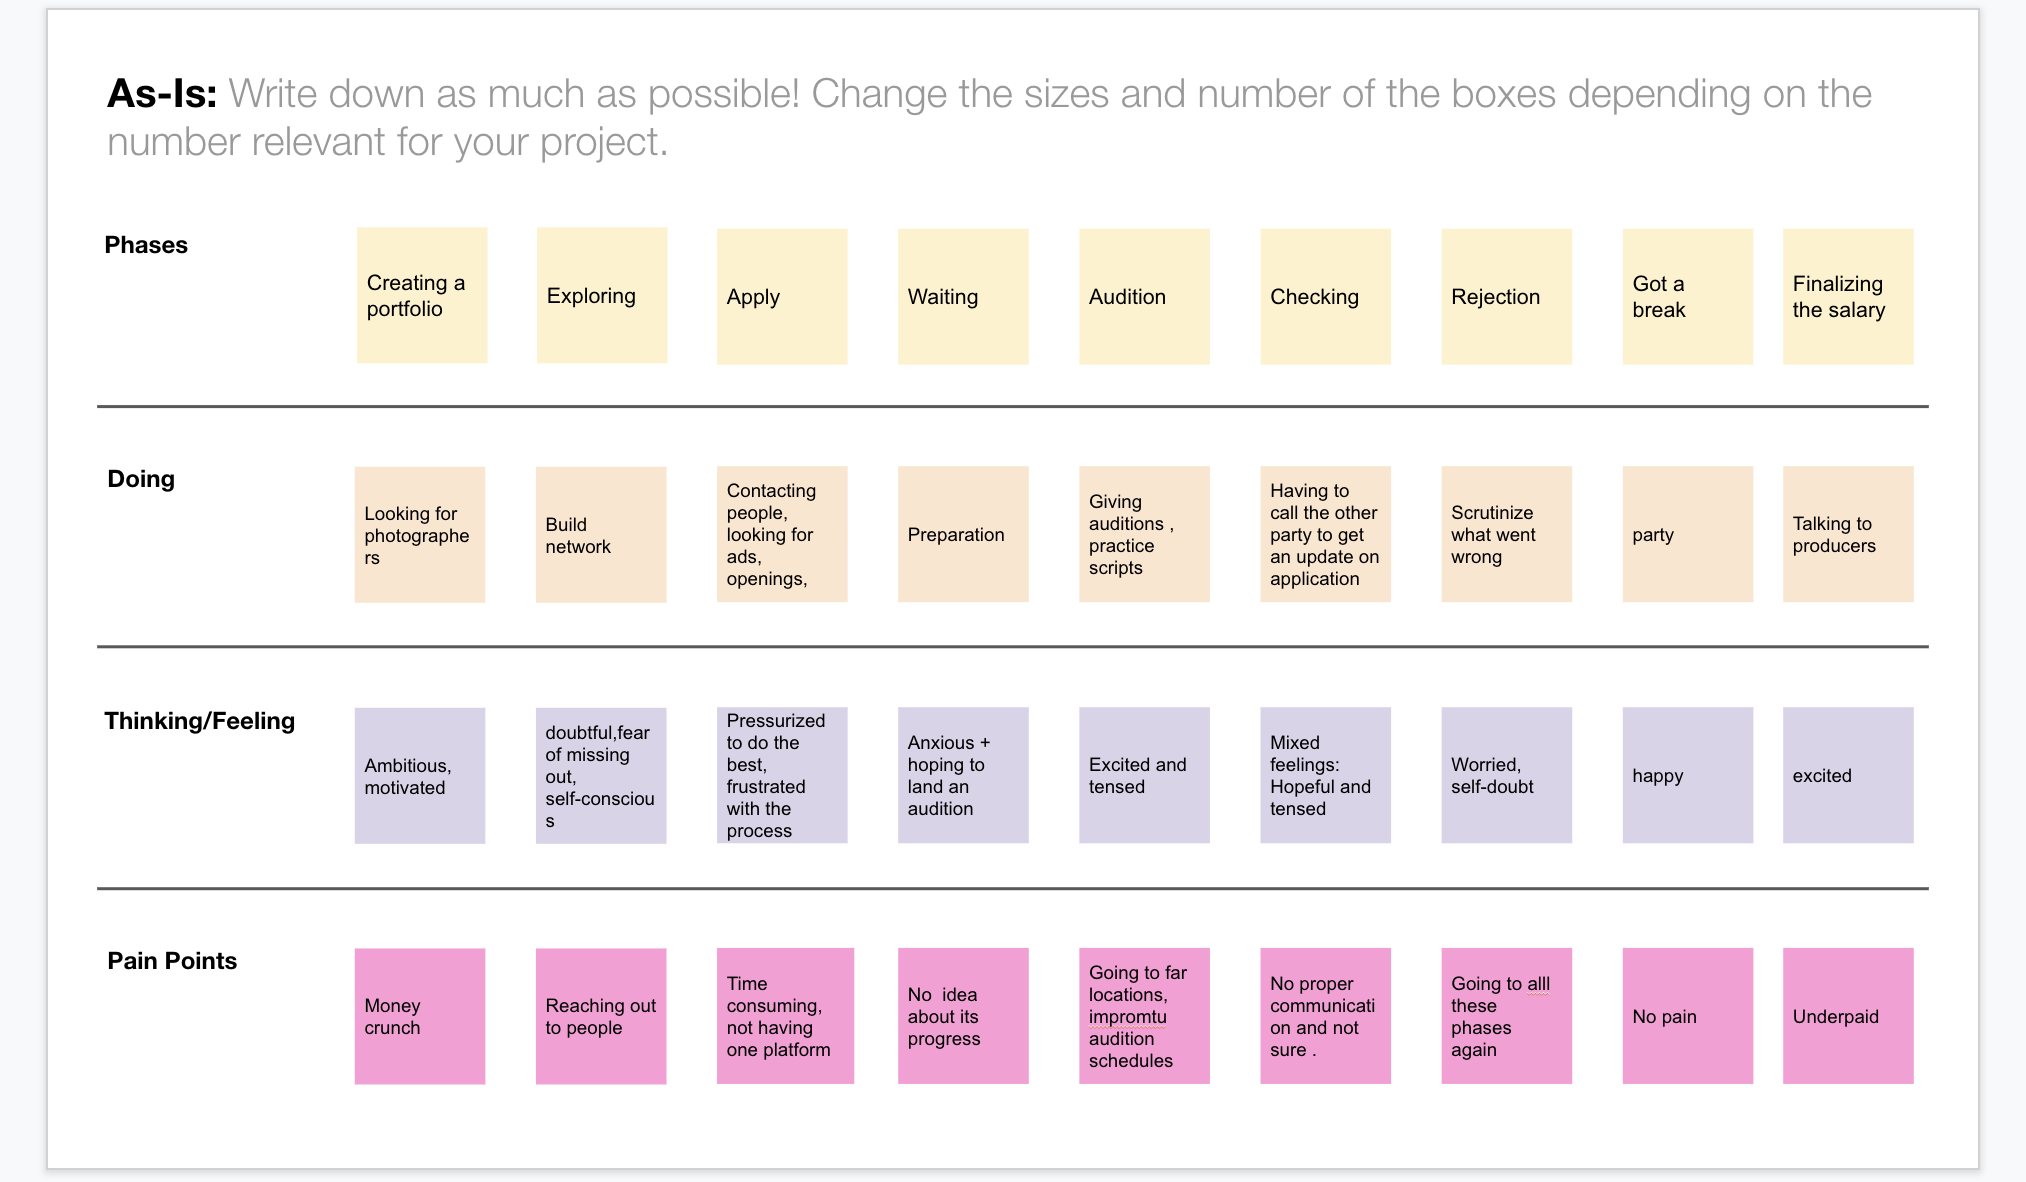 As-Is: Write down as much as possible! Change the sizes and number of the boxes depending on the
number relevant for your project.
Phases
Creating a
portfolio
Exploring
Apply
Waiting
Audition
Checking
Rejection
Got a
break
Finalizing
the salary
Doing
Looking for
photographe
rs
Build
network
Contacting
people,
looking for
ads,
openings,
Preparation
Giving
auditions ,
practice
scripts
Having to
call the other
party to get
an update on
application
Scrutinize
what went
wrong
party
Talking to
producers
Thinking/Feeling
Ambitious,
motivated
doubtful,fear
of missing
out,
self-consciou
s
Pressurized
to do the
best,
frustrated
with the
process
Anxious +
hoping to
land an
audition
Excited and
tensed
Mixed
feelings:
Hopeful and
tensed
Worried,
self-doubt
happy
excited
Pain Points
Money
crunch
Reaching out
to people
Time
consuming,
not having
one platform
No  idea
about its
progress
Going to far
locations,
impromtu
audition
schedules
No proper
communicati
on and not
sure .
Going to alll
these
phases
again
No pain
Underpaid